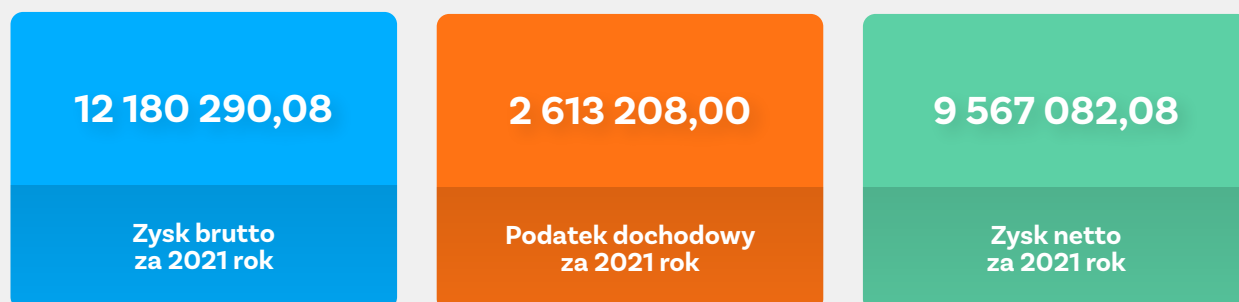 12 180 290,08
Zysk brutto
za 2021 rok
2 613 208,00
Podatek dochodowy
za 2021 rok
9 567 082,08
Zysk netto
za 2021 rok